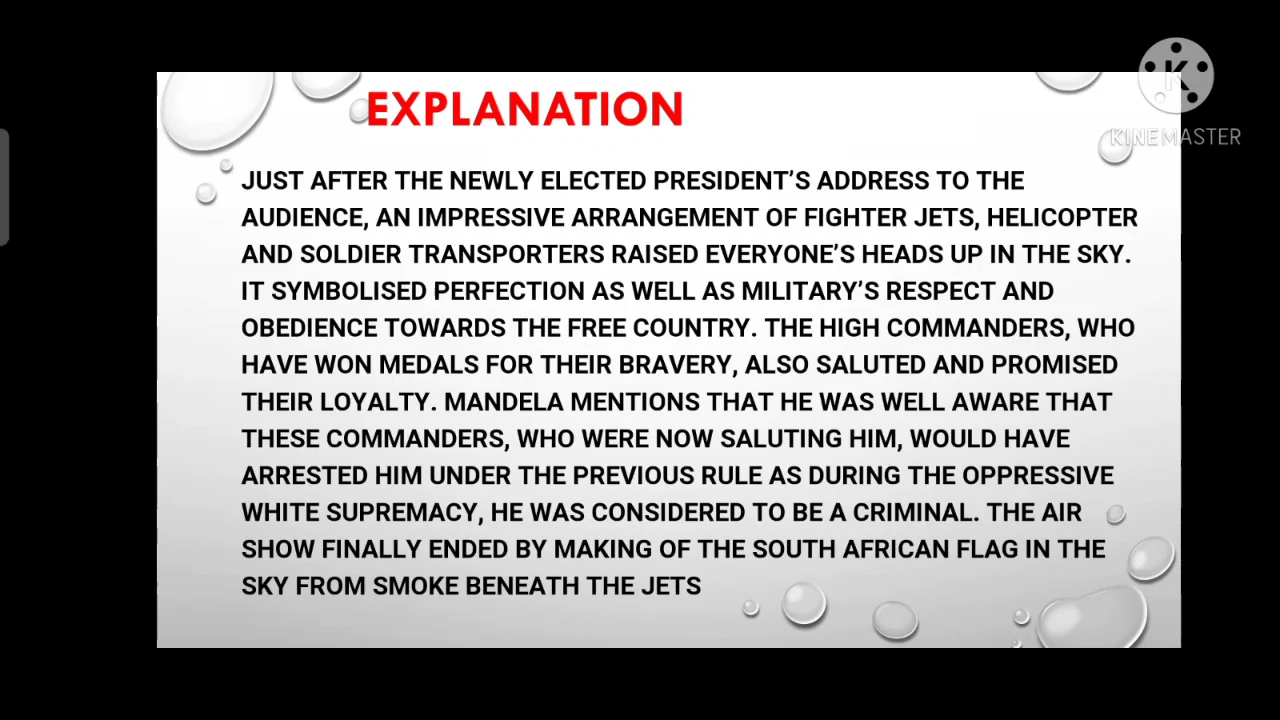 EXPLANATION
K
KINEMASTER
JUST AFTER THE NEWLY ELECTED PRESIDENT'S ADDRESS TO THE
AUDIENCE, AN IMPRESSIVE ARRANGEMENT OF FIGHTER JETS, HELICOPTER
AND SOLDIER TRANSPORTERS RAISED EVERYONE'S HEADS UP IN THE SKY.
IT SYMBOLISED PERFECTION AS WELL AS MILITARY'S RESPECT AND
OBEDIENCE TOWARDS THE FREE COUNTRY. THE HIGH COMMANDERS, WHO
HAVE WON MEDALS FOR THEIR BRAVERY, ALSO SALUTED AND PROMISED
THEIR LOYALTY. MANDELA MENTIONS THAT HE WAS WELL AWARE THAT
THESE COMMANDERS, WHO WERE NOW SALUTING HIM, WOULD HAVE
ARRESTED HIM UNDER THE PREVIOUS RULE AS DURING THE OPPRESSIVE
WHITE SUPREMACY, HE WAS CONSIDERED TO BE A CRIMINAL. THE AIR
SHOW FINALLY ENDED BY MAKING OF THE SOUTH AFRICAN FLAG IN THE
SKY FROM SMOKE BENEATH THE JETS